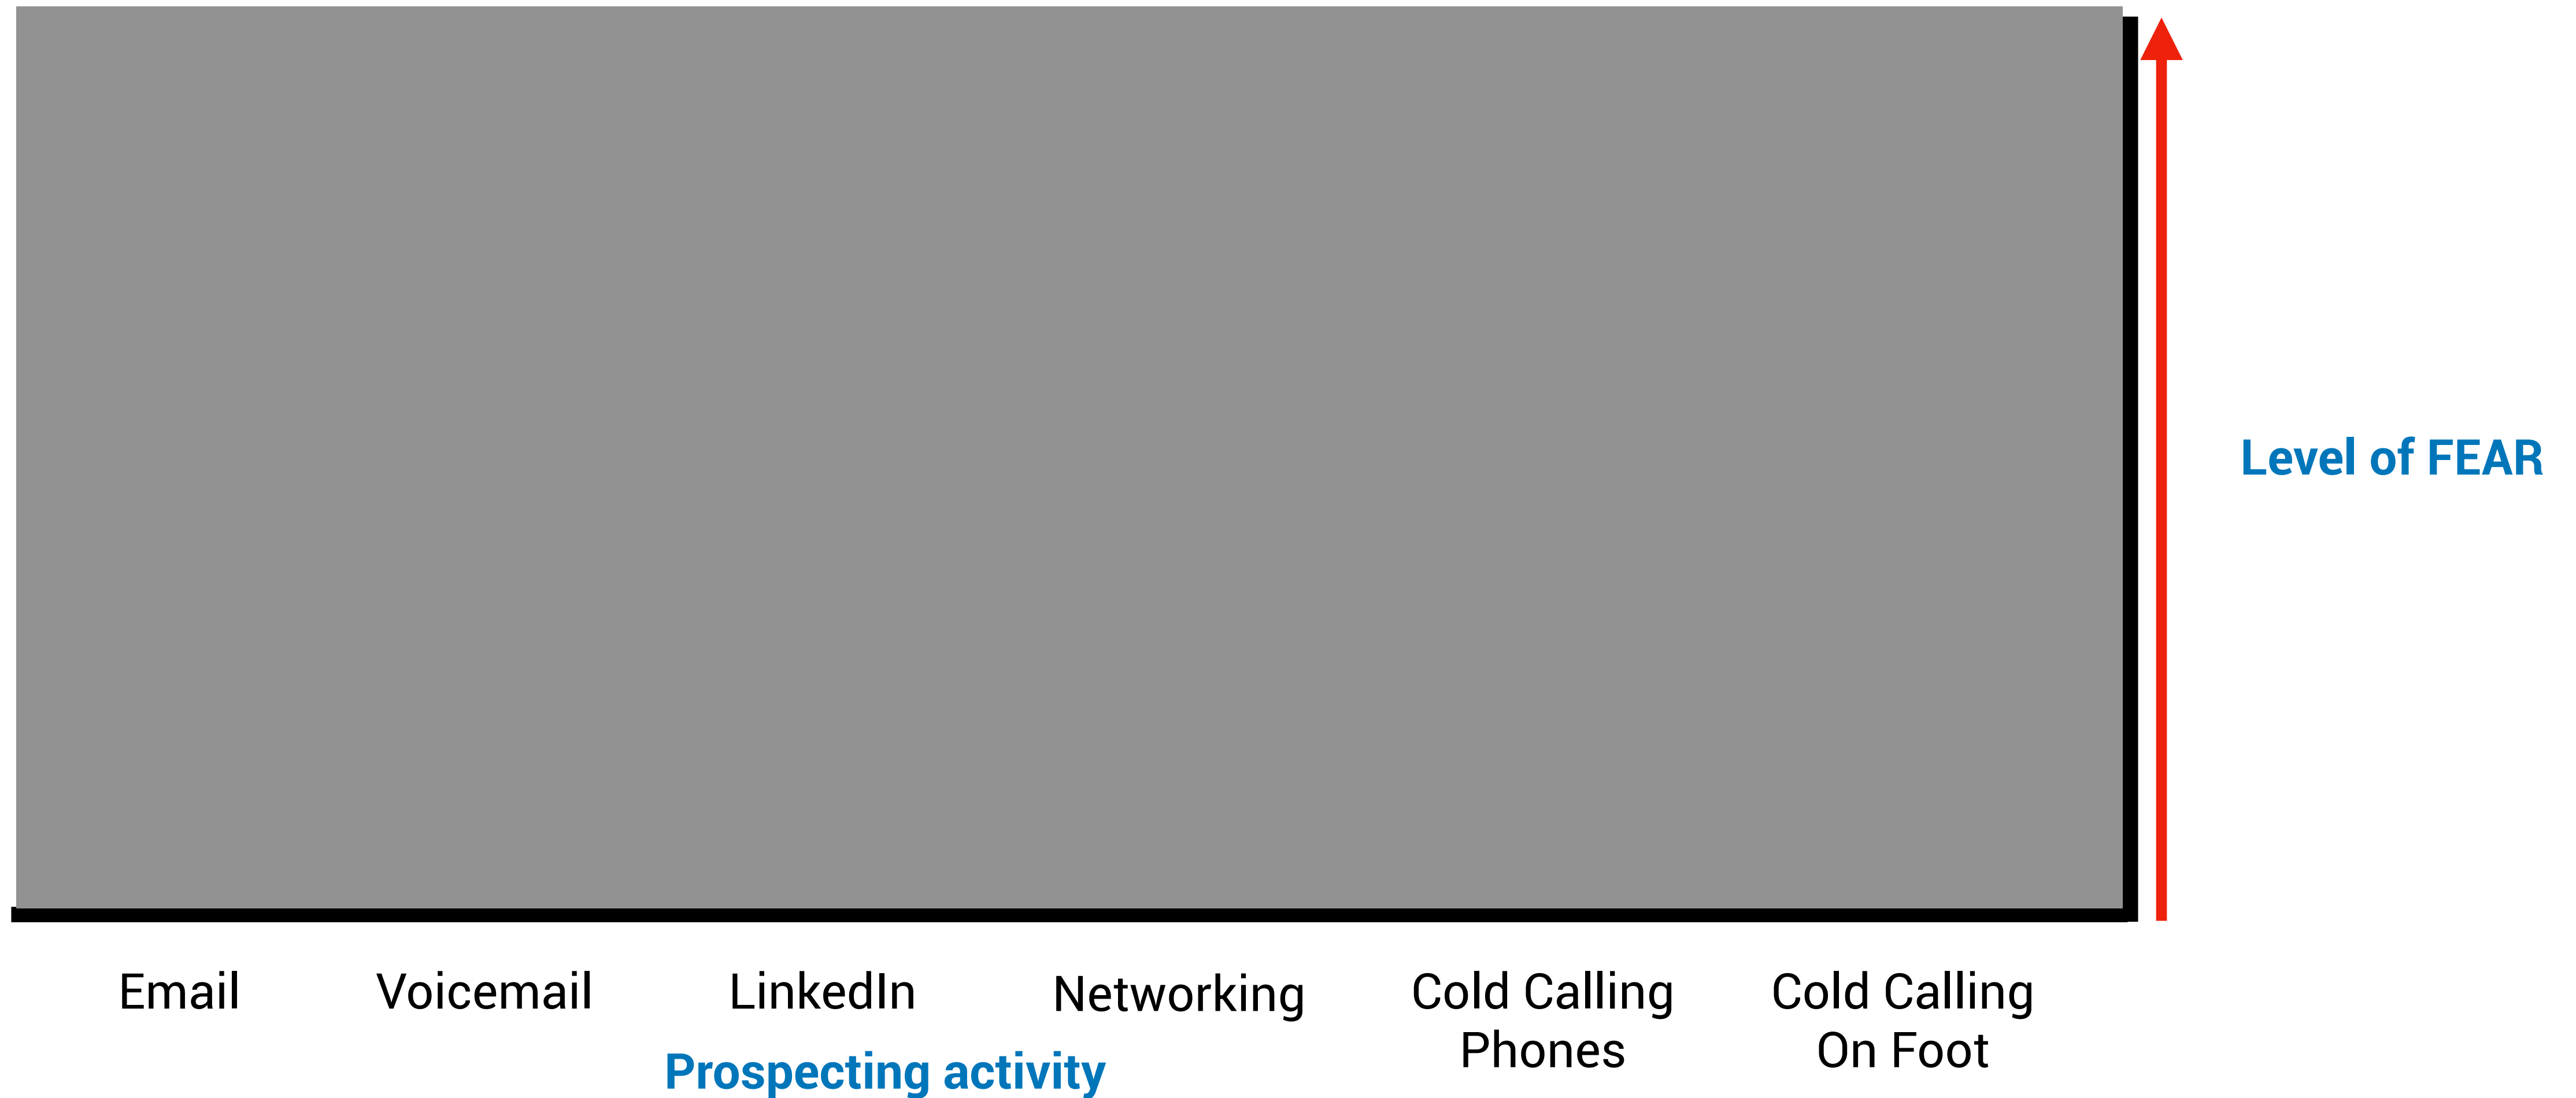 Level of FEAR
Email
Voicemail
LinkedIn
Networking
Cold Calling
Phones
Cold Calling
On Foot
Prospecting activity